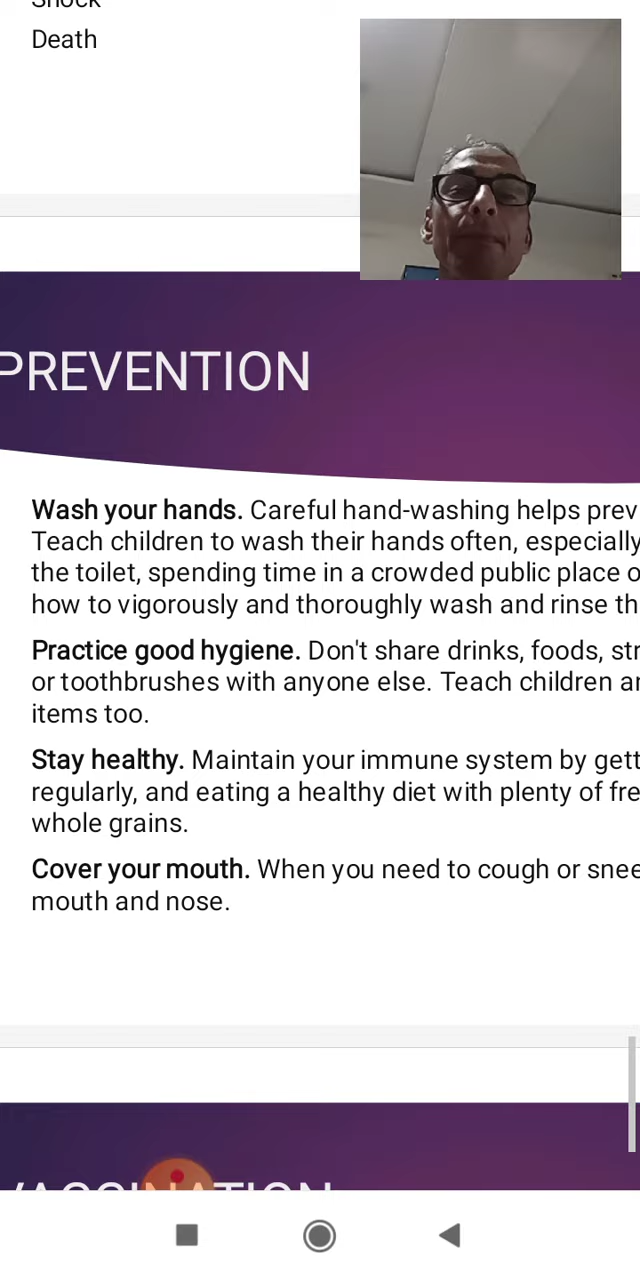 Shock
Death
PREVENTION
Wash your hands. Careful hand-washing helps prev
Teach children to wash their hands often, especially
the toilet, spending time in a crowded public place o
how to vigorously and thoroughly wash and rinse th
Practice good hygiene. Don't share drinks, foods, str
or toothbrushes with anyone else. Teach children an
items too.
Stay healthy. Maintain your immune system by gett
regularly, and eating a healthy diet with plenty of fre
whole grains.
Cover your mouth. When you need to cough or snee
mouth and nose.
VACCINATION